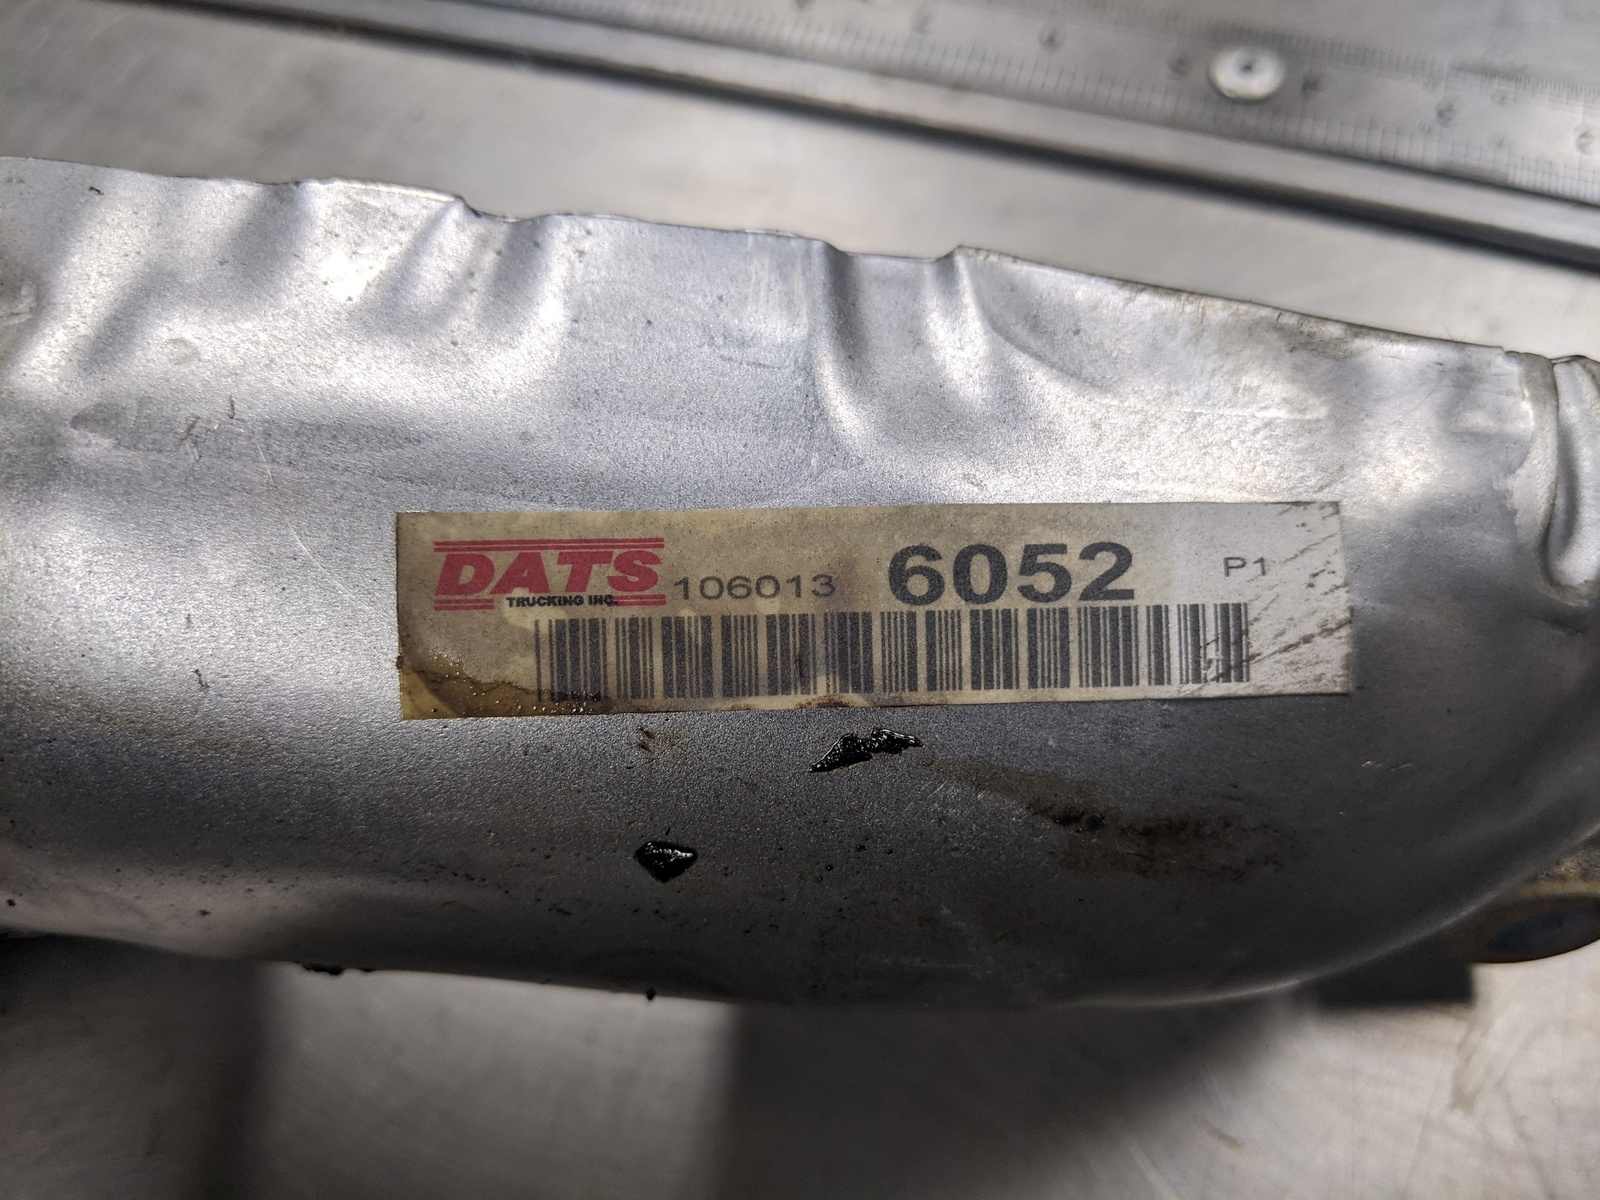 DATS
TRUCKING INC.
106013 6052 P1